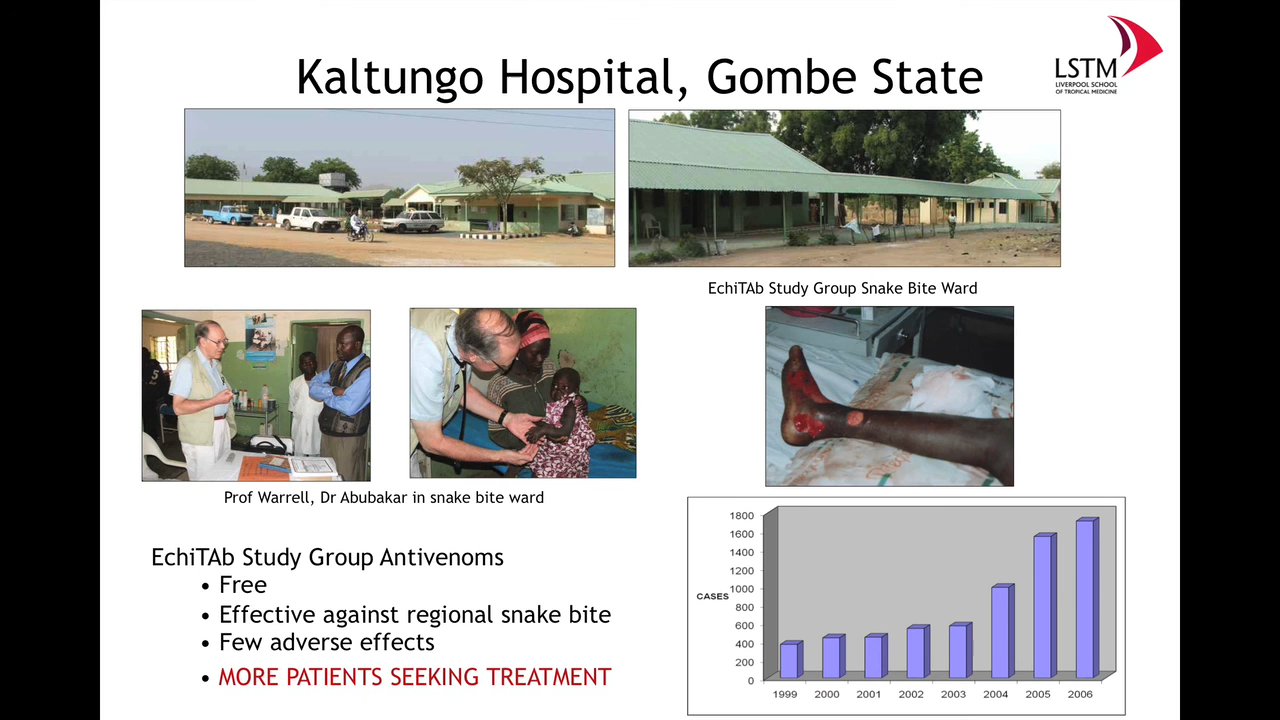 Kaltungo Hospital, Gombe State
LSTM
LIVERPOOL SCHOOL
OF TROPICAL MEDICINE
EchiTAb Study Group Snake Bite Ward
Prof Warrell, Dr Abubakar in snake bite ward
EchiTAb Study Group Antivenoms
• Free
• Effective against regional snake bite
• Few adverse effects
• MORE PATIENTS SEEKING TREATMENT
1800
1600
1400
1200
1000
800
600
400
200
0
CASES
1999 2000 2001 2002 2003 2004 2005 2006